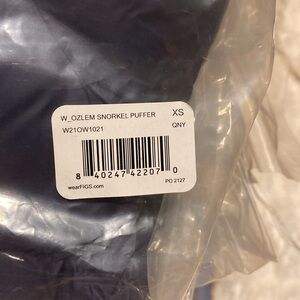 W_OZLEM SNORKEL PUFFER XS
W21OW1021 QNY
8 40247 42207 0
wearFIGS.com PO 2127